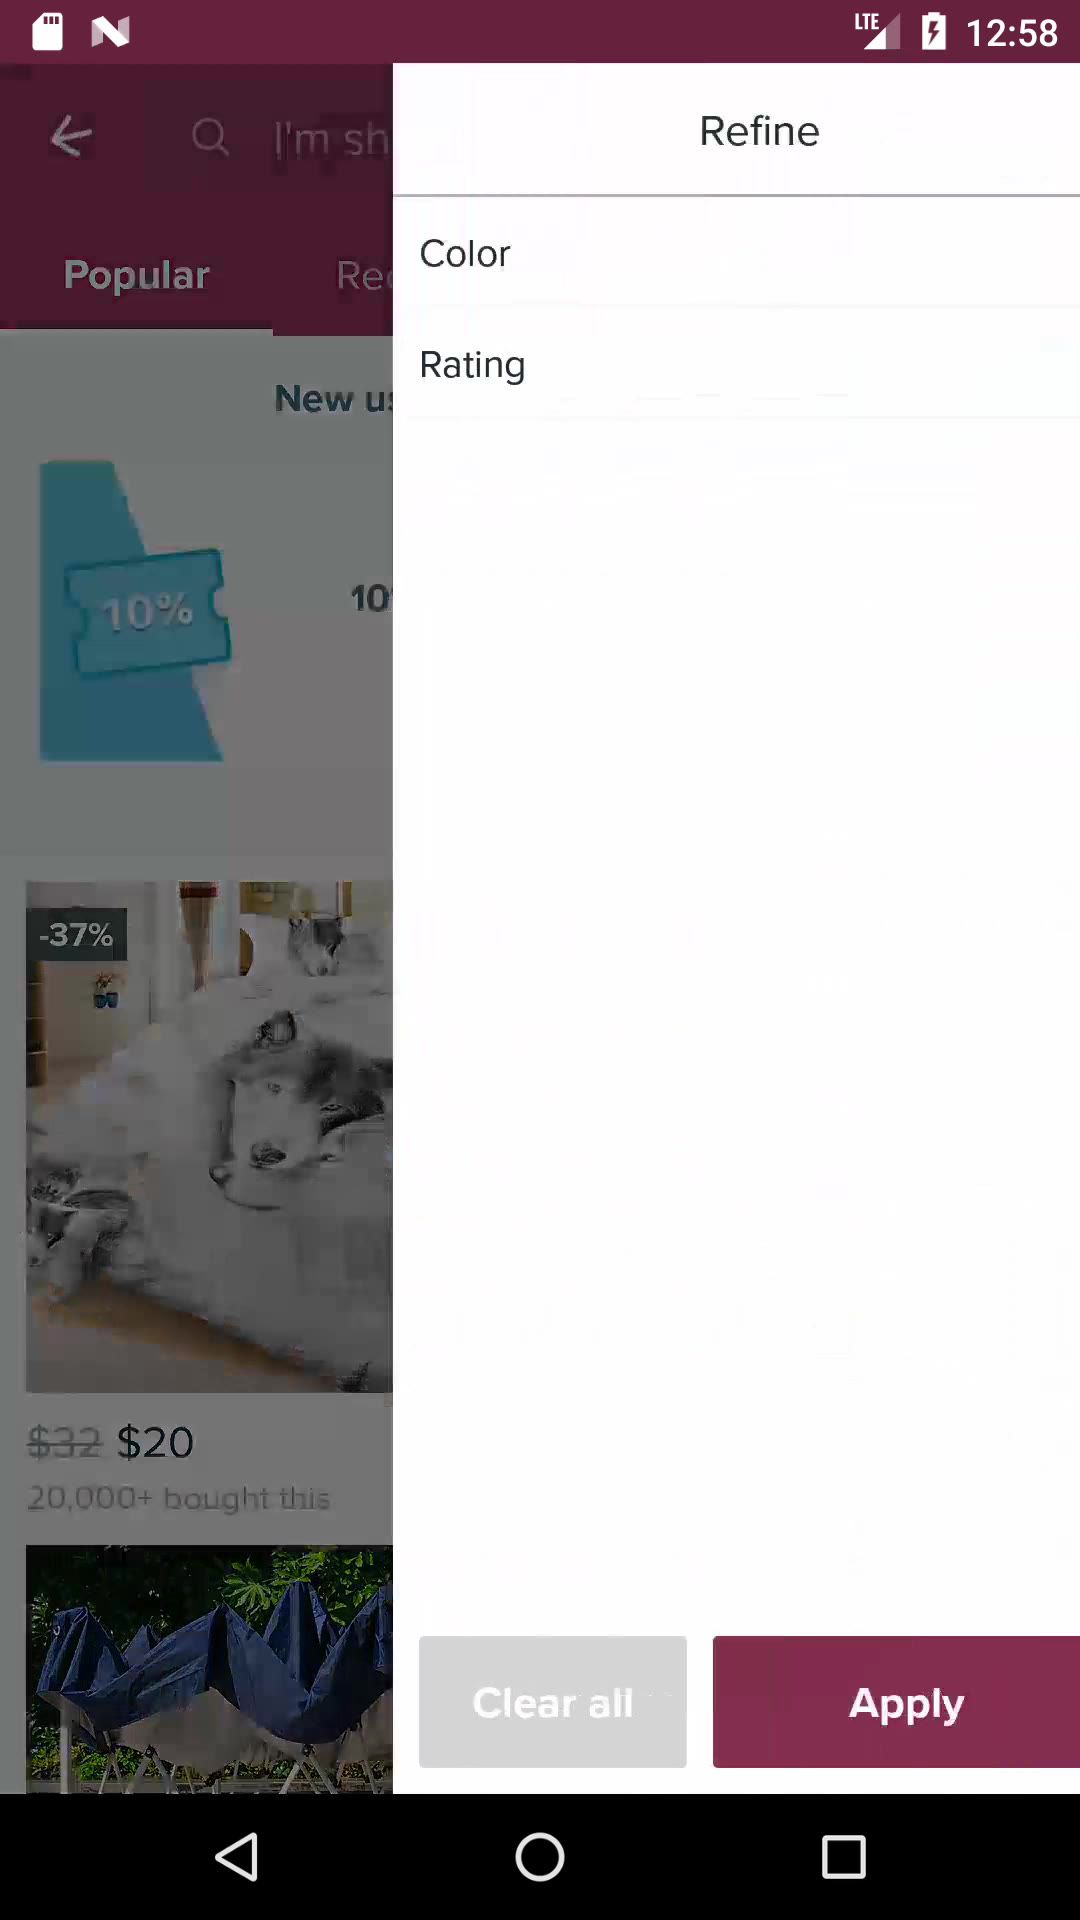 LTE 12:58
I'm sh
Refine
Popular
Rec
Color
Rating
New us
10%
10%
-37%
$32 $20
20,000+ bought this
Clear all
Apply